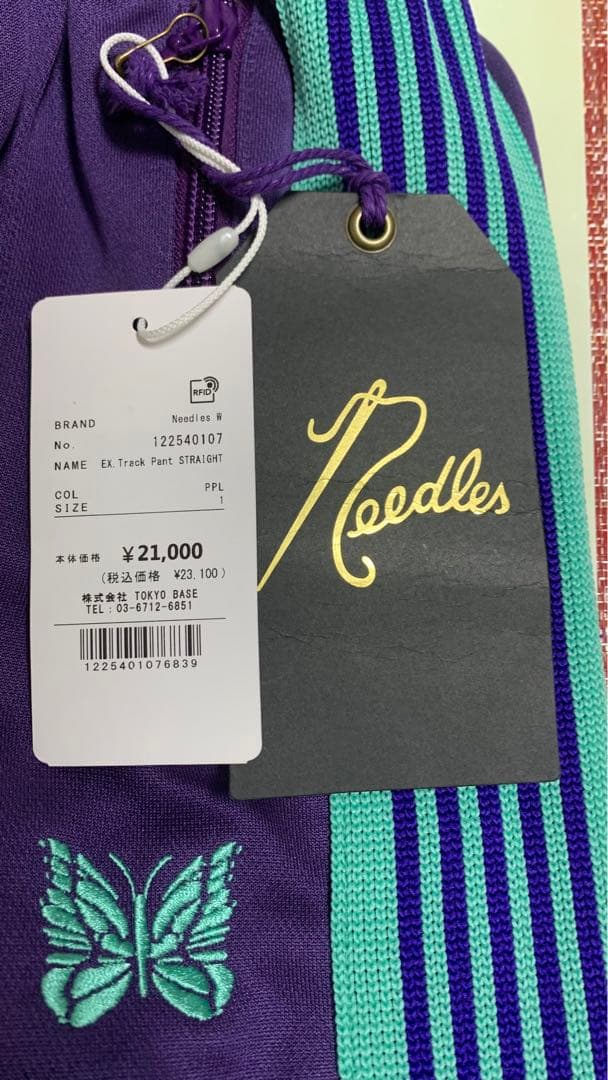 RFID
BRAND Needles W
No. 122540107
NAME EX.Track Pant STRAIGHT
COL PPL
SIZE 1
本体価格 ¥21,000
(税込価格 ¥23.100)
株式会社 TOKYO BASE
TEL:03-6712-6851
1225401076839
Needles